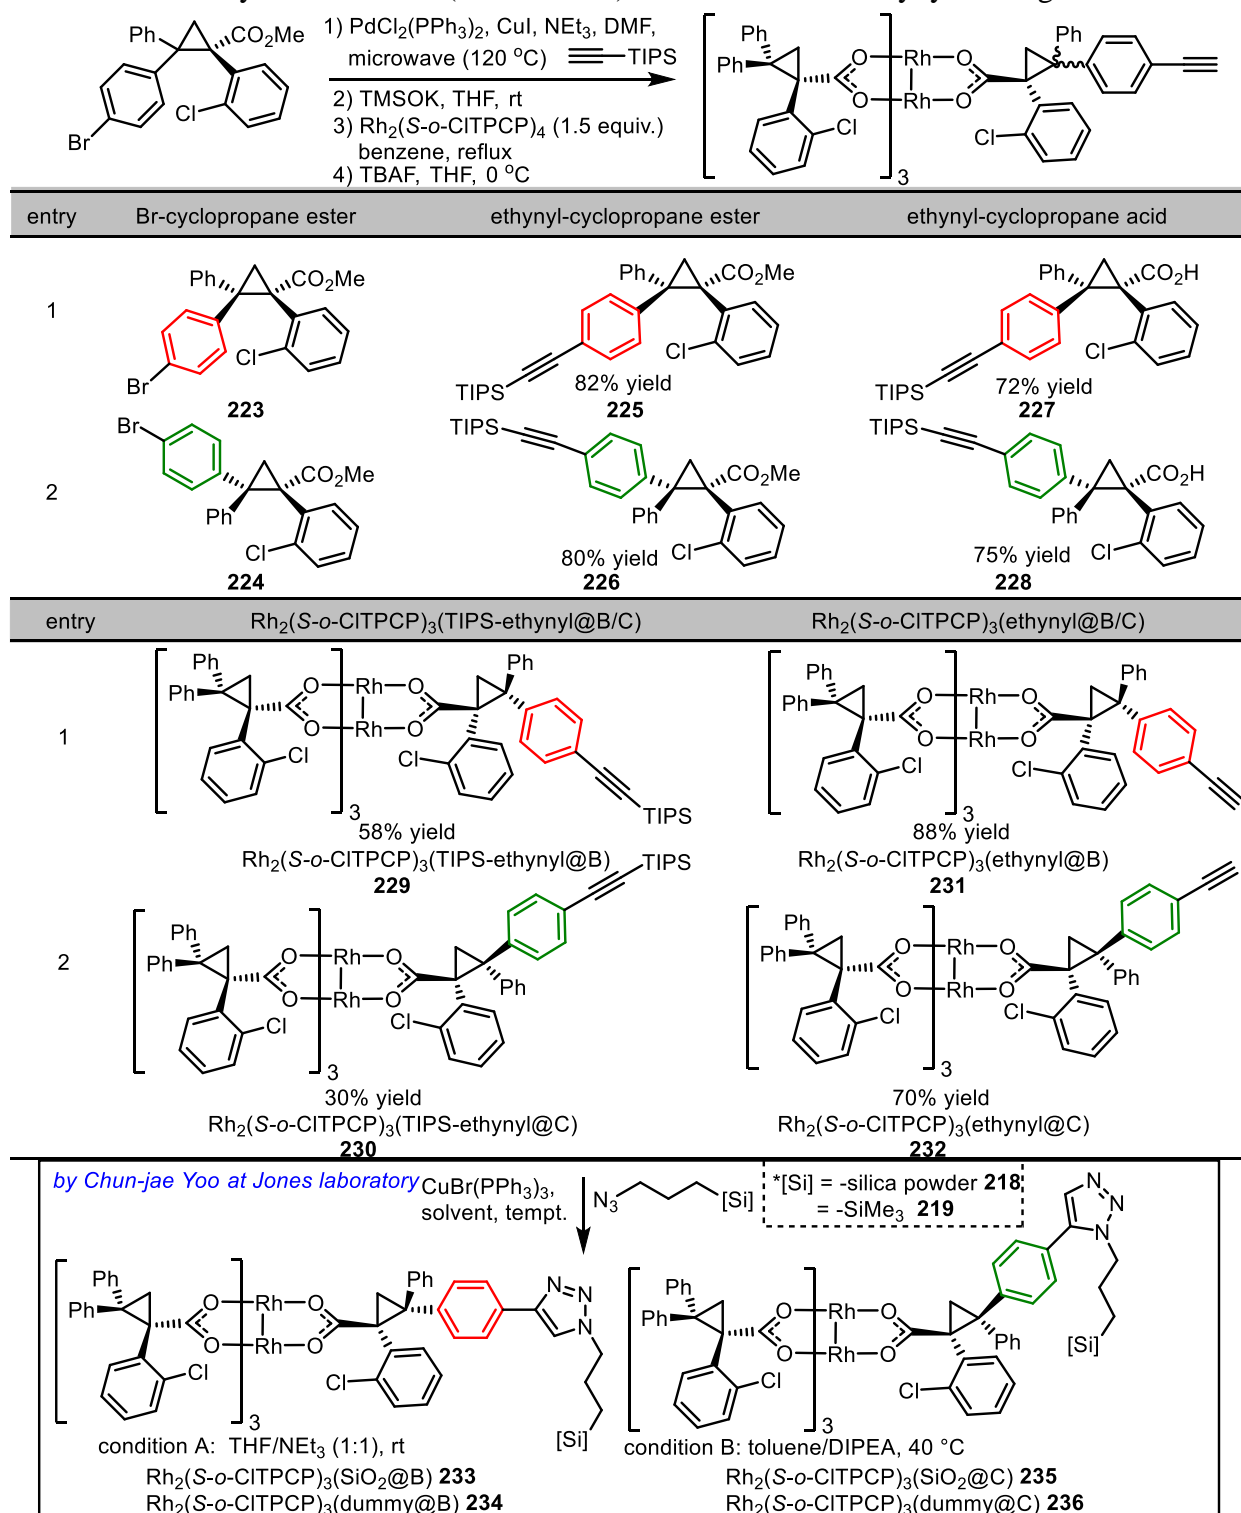 Ph
CO2Me
Br
Cl
1) PdCl2(PPh3)2, CuI, NEt3, DMF,
microwave (120 °C) TIPS
2) TMSOK, THF, rt
3) Rh2(S-o-ClTPCP)4 (1.5 equiv.)
benzene, reflux
4) TBAF, THF, 0 °C
Ph
Ph
O Rh O
O Rh O
Cl
3
Ph
Cl
entry Br-cyclopropane ester ethynyl-cyclopropane ester ethynyl-cyclopropane acid
1
Ph CO2Me
Cl
Br
223
Ph CO2Me
Cl
TIPS
82% yield
225
Ph CO2H
Cl
TIPS
72% yield
227
2
Br
CO2Me
Ph
Cl
224
TIPS
CO2Me
Ph
Cl
80% yield
226
TIPS
CO2H
Ph
Cl
75% yield
228
entry Rh2(S-o-ClTPCP)3(TIPS-ethynyl@B/C) Rh2(S-o-ClTPCP)3(ethynyl@B/C)
1
Ph
Ph
O Rh O
O Rh O
Cl
3
Ph
Cl
TIPS
58% yield
Rh2(S-o-ClTPCP)3(TIPS-ethynyl@B)
229
Ph
Ph
O Rh O
O Rh O
Cl
3
Ph
Cl
88% yield
Rh2(S-o-ClTPCP)3(ethynyl@B)
231
2
Ph
Ph
O Rh O
O Rh O
Cl
3
TIPS
Ph
Cl
30% yield
Rh2(S-o-ClTPCP)3(TIPS-ethynyl@C)
230
Ph
Ph
O Rh O
O Rh O
Cl
3
Ph
Cl
70% yield
Rh2(S-o-ClTPCP)3(ethynyl@C)
232
by Chun-jae Yoo at Jones laboratory
CuBr(PPh3)3,
solvent, tempt.
N3 [Si]
*[Si] = -silica powder 218
= -SiMe3 219
Ph
Ph
O Rh O
O Rh O
Cl
3
Ph
Cl
N N
N
[Si]
condition A: THF/NEt3 (1:1), rt
Rh2(S-o-ClTPCP)3(SiO2@B) 233
Rh2(S-o-ClTPCP)3(dummy@B) 234
Ph
Ph
O Rh O
O Rh O
Cl
3
Ph
Cl
N
N
N
[Si]
condition B: toluene/DIPEA, 40 °C
Rh2(S-o-ClTPCP)3(SiO2@C) 235
Rh2(S-o-ClTPCP)3(dummy@C) 236